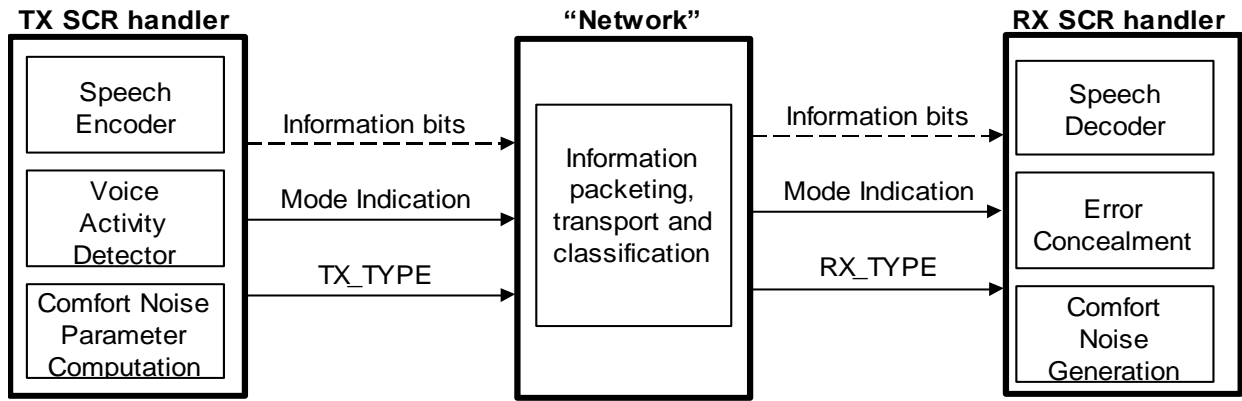 TX SCR handler
Speech
Encoder
Voice
Activity
Detector
Comfort Noise
Parameter
Computation
Information bits
Mode Indication
TX_TYPE
“Network”
Information
packeting,
transport and
classification
Information bits
Mode Indication
RX_TYPE
RX SCR handler
Speech
Decoder
Error
Concealment
Comfort
Noise
Generation